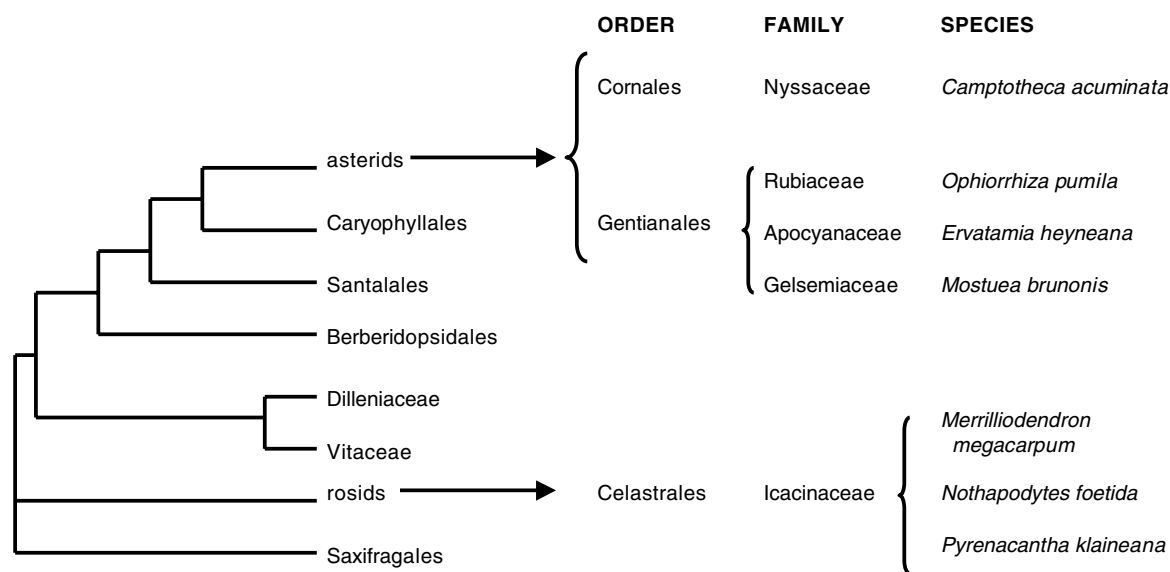 ORDER FAMILY SPECIES
Cornales Nyssaceae Camptotheca acuminata
asterids
Rubiaceae Ophiorrhiza pumila
Caryophyllales Gentianales Apocyanaceae Ervatamia heyneana
Santalales Gelsemiaceae Mostuea brunonis
Berberidopsidales
Dilleniaceae
Merrilliodendron
megacarpum
Vitaceae
rosids Celastrales Icacinaceae Nothapodytes foetida
Saxifragales Pyrenacantha klaineana